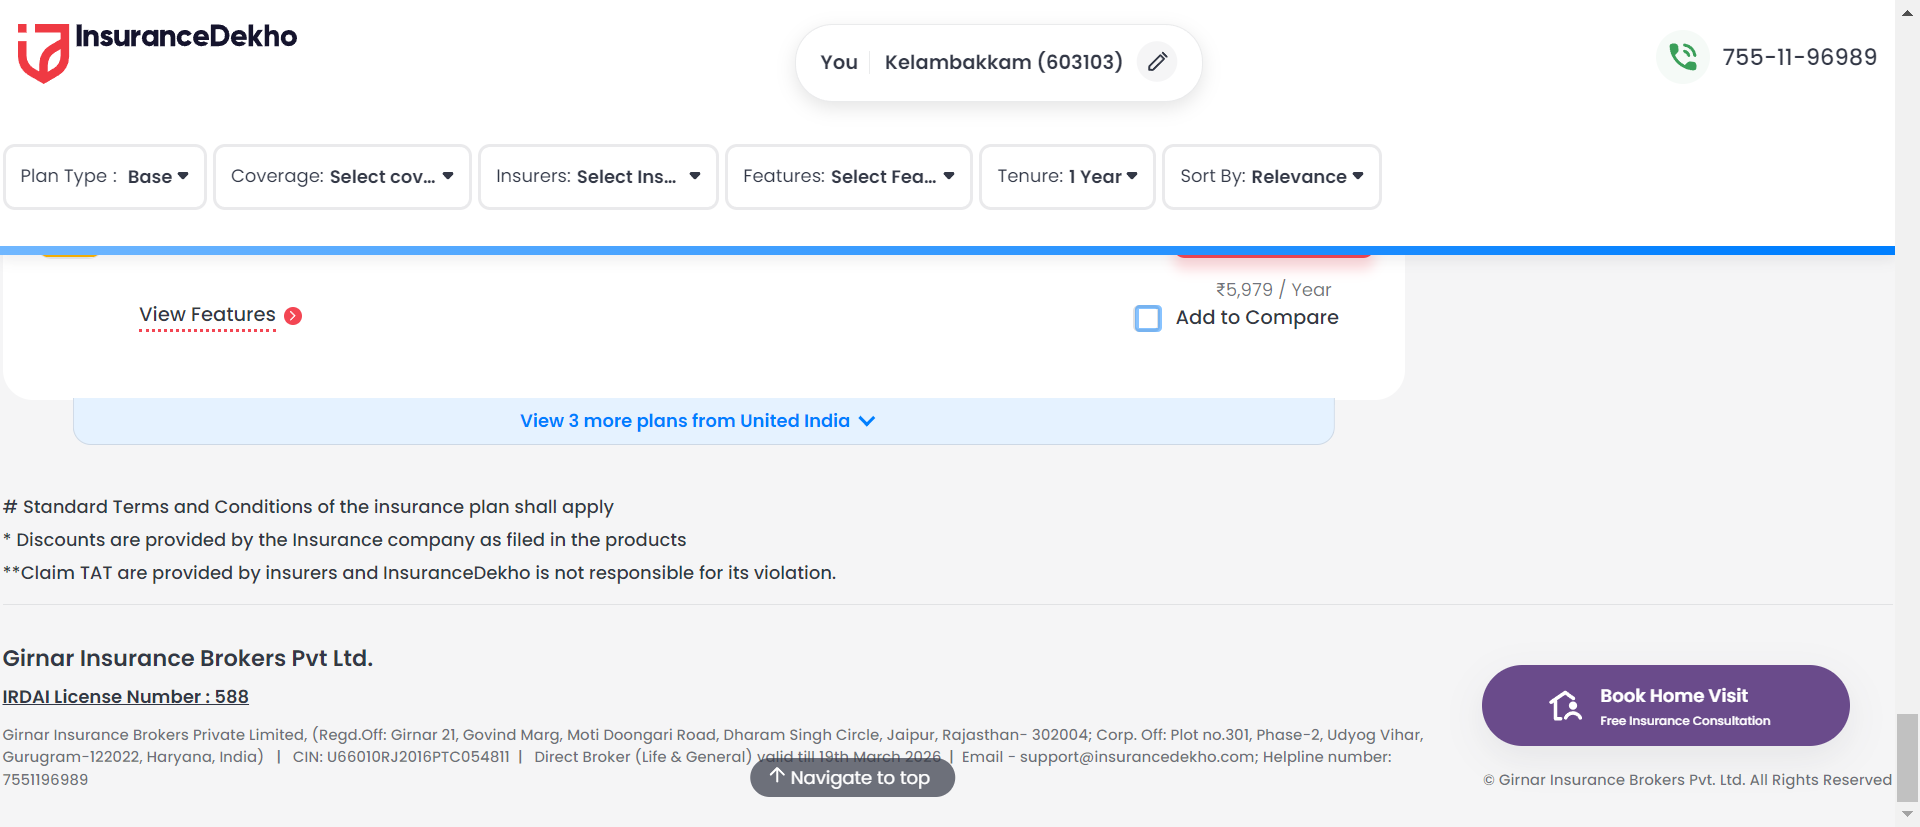 InsuranceDekho
You Kelambakkam (603103)
755-11-96989
Plan Type : Base
Coverage: Select cov...
Insurers: Select Ins...
Features: Select Fea...
Tenure: 1 Year
Sort By: Relevance
₹5,979 / Year
View Features
Add to Compare
View 3 more plans from United India
# Standard Terms and Conditions of the insurance plan shall apply
* Discounts are provided by the Insurance company as filed in the products
**Claim TAT are provided by insurers and InsuranceDekho is not responsible for its violation.
Girnar Insurance Brokers Pvt Ltd.
IRDAI License Number : 588
Girnar Insurance Brokers Private Limited, (Regd.Off: Girnar 21, Govind Marg, Moti Doongari Road, Dharam Singh Circle, Jaipur, Rajasthan- 302004; Corp. Off: Plot no.301, Phase-2, Udyog Vihar,
Gurugram-122022, Haryana, India) | CIN: U66010RJ2016PTC054811 | Direct Broker (Life & General) valid till 19th March 2026 | Email - support@insurancedekho.com; Helpline number:
7551196989
Navigate to top
Book Home Visit
Free Insurance Consultation
© Girnar Insurance Brokers Pvt. Ltd. All Rights Reserved